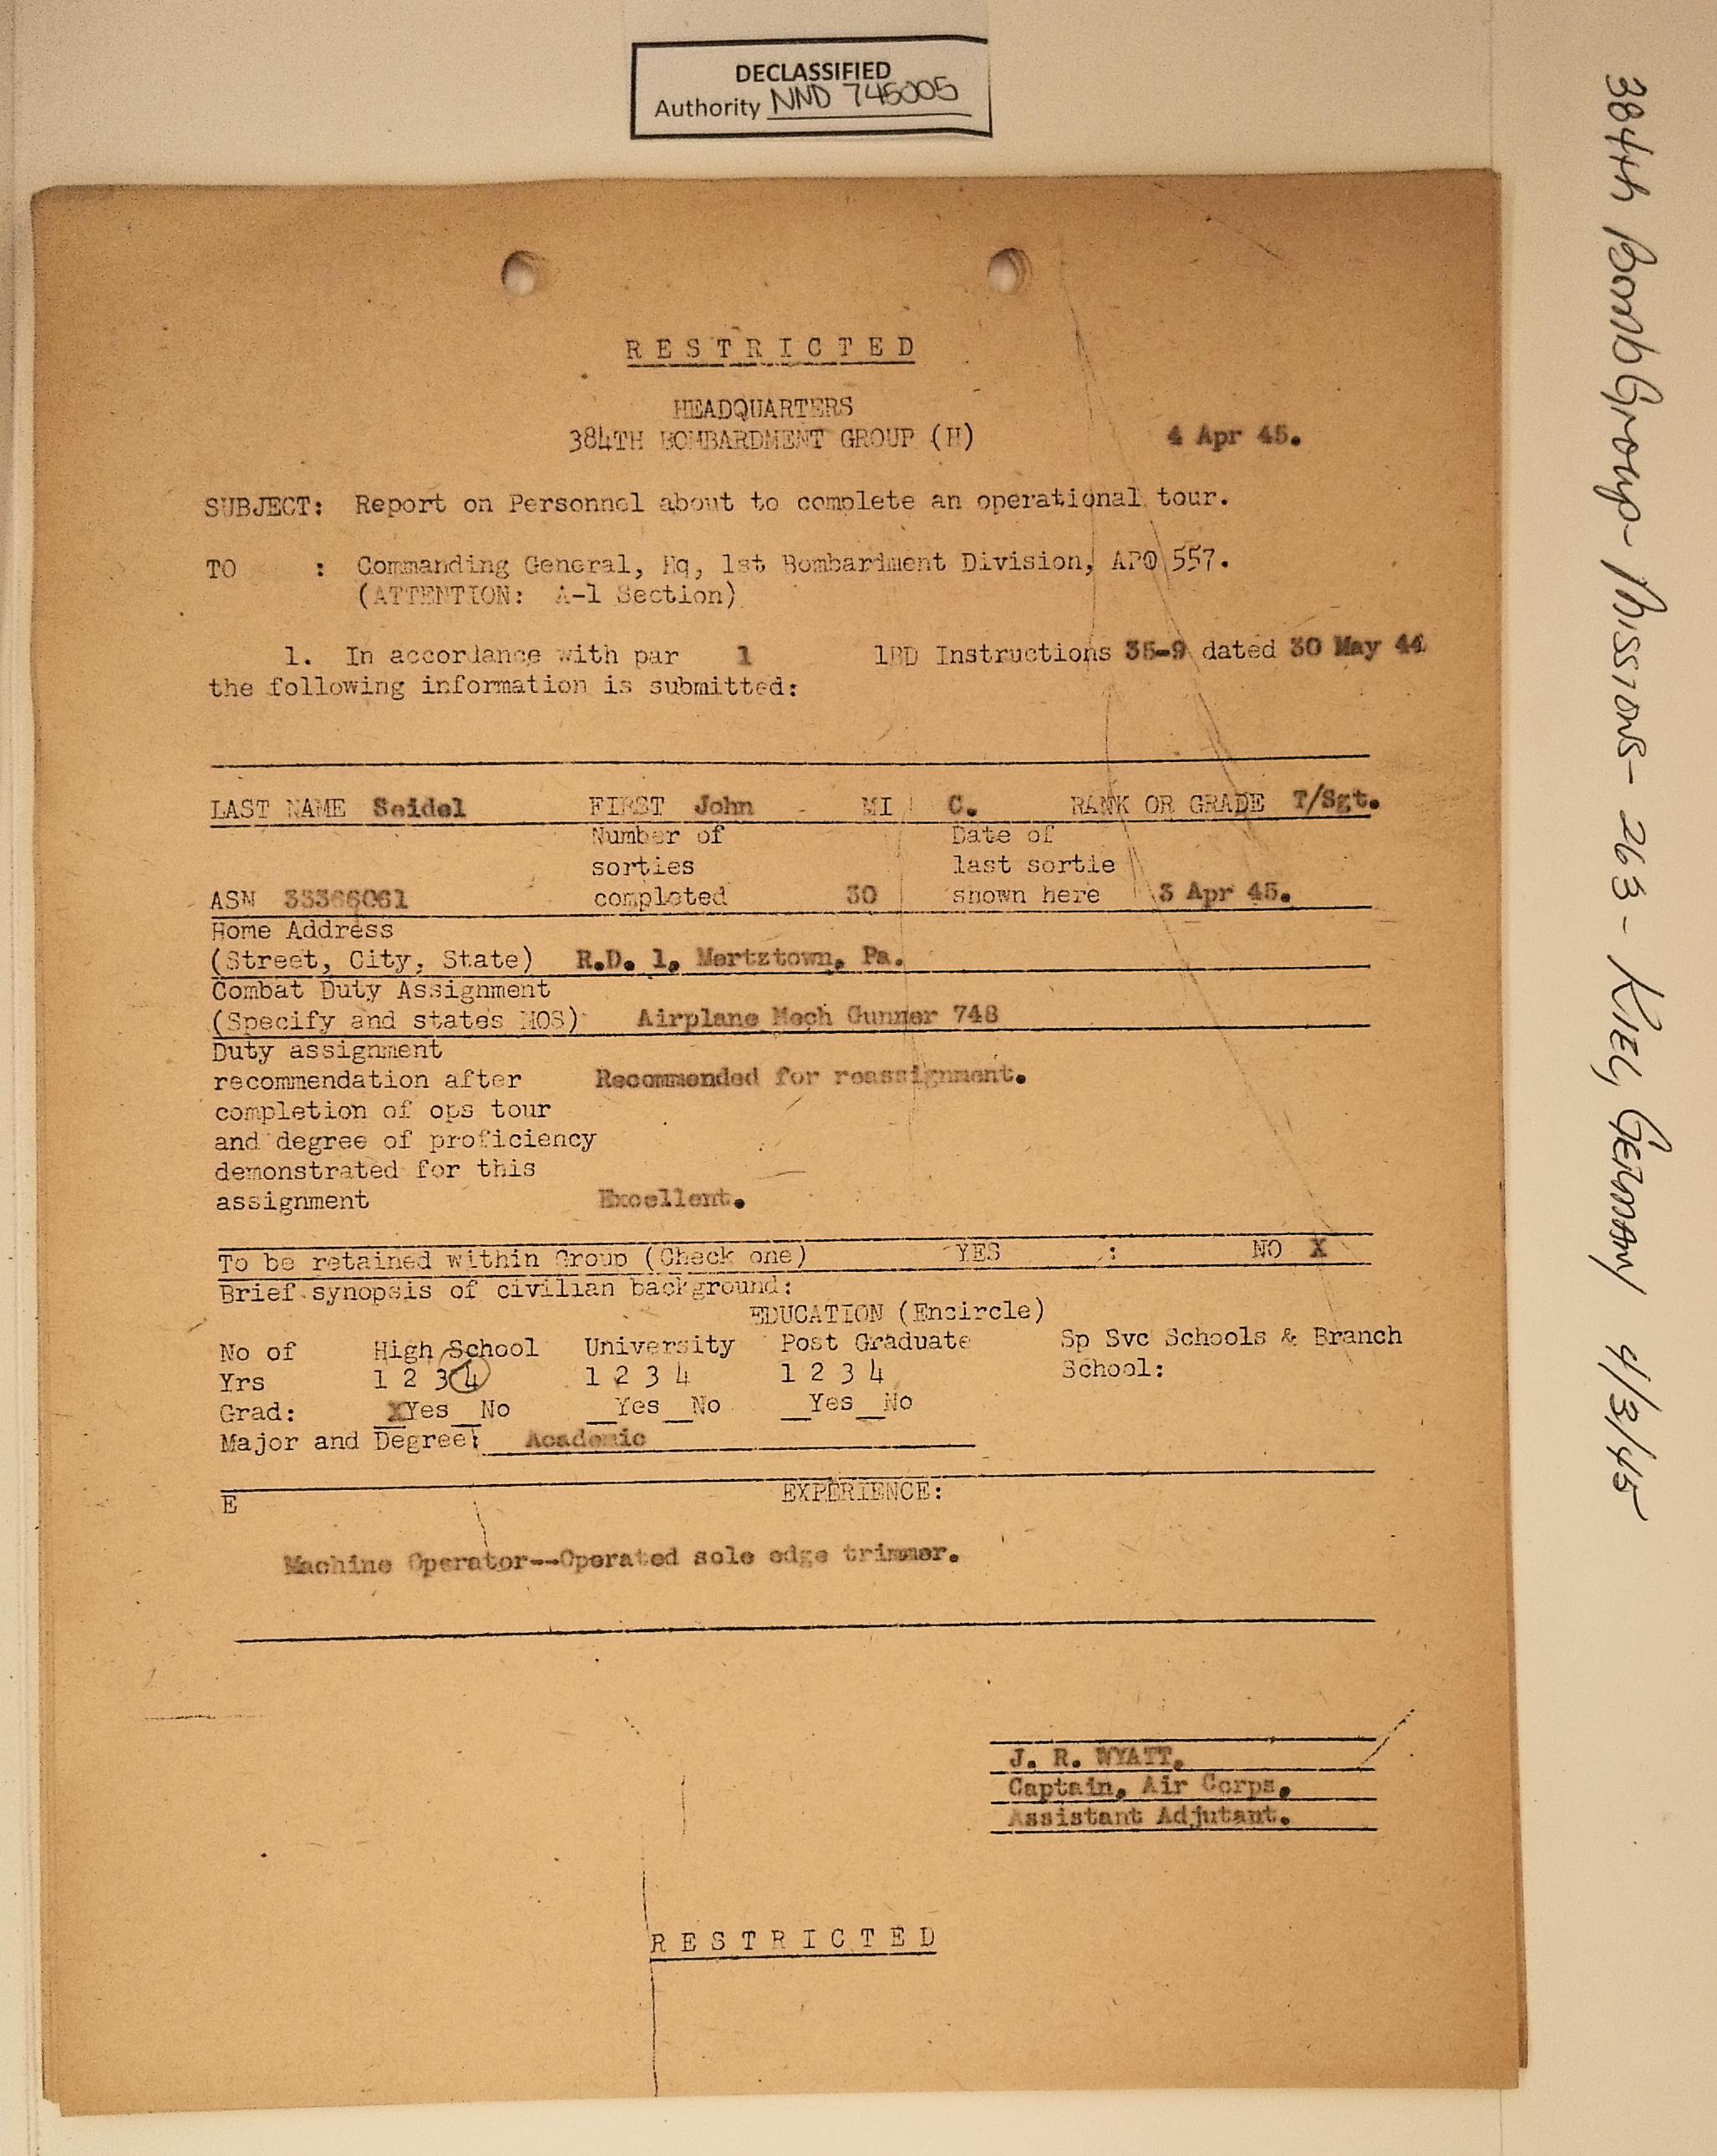 DECLASSIFIED
Authority NND 745005
R E S T R I C T E D
HEADQUARTERS
384TH BOMBARDMENT GROUP (H) 4 Apr 45.
SUBJECT: Report on Personnel about to complete an operational tour.
TO : Commanding General, Hq, 1st Bombardment Division, APO 557.
(ATTENTION: A-1 Section)
1. In accordance with par 1 1BD Instructions 35-9 dated 30 May 44
the following information is submitted:
LAST NAME Seidel FIRST John MI C. RANK OR GRADE T/Sgt.
Number of Date of
sorties last sortie
ASN 33366061 completed 30 shown here 3 Apr 45.
Home Address
(Street, City, State) R.D. 1, Mertztown, Pa.
Combat Duty Assignment
(Specify and states MOS) Airplane Mech Gunner 748
Duty assignment
recommendation after Recommended for reassignment.
completion of ops tour
and degree of proficiency
demonstrated for this
assignment Excellent.
To be retained within Group (Check one) YES : NO X
Brief synopsis of civilian background:
EDUCATION (Encircle)
No of High School University Post Graduate Sp Svc Schools & Branch
Yrs 1 2 3 4 1 2 3 4 1 2 3 4 School:
Grad: XYes__No __Yes__No __Yes__No
Major and Degree: Academic
E EXPERIENCE:
Machine Operator--Operated sole edge trimmer.
J. R. WYATT,
Captain, Air Corps,
Assistant Adjutant.
R E S T R I C T E D
384th Bomb Group - Missions - 263 - KIEL, GERMANY 4/3/45